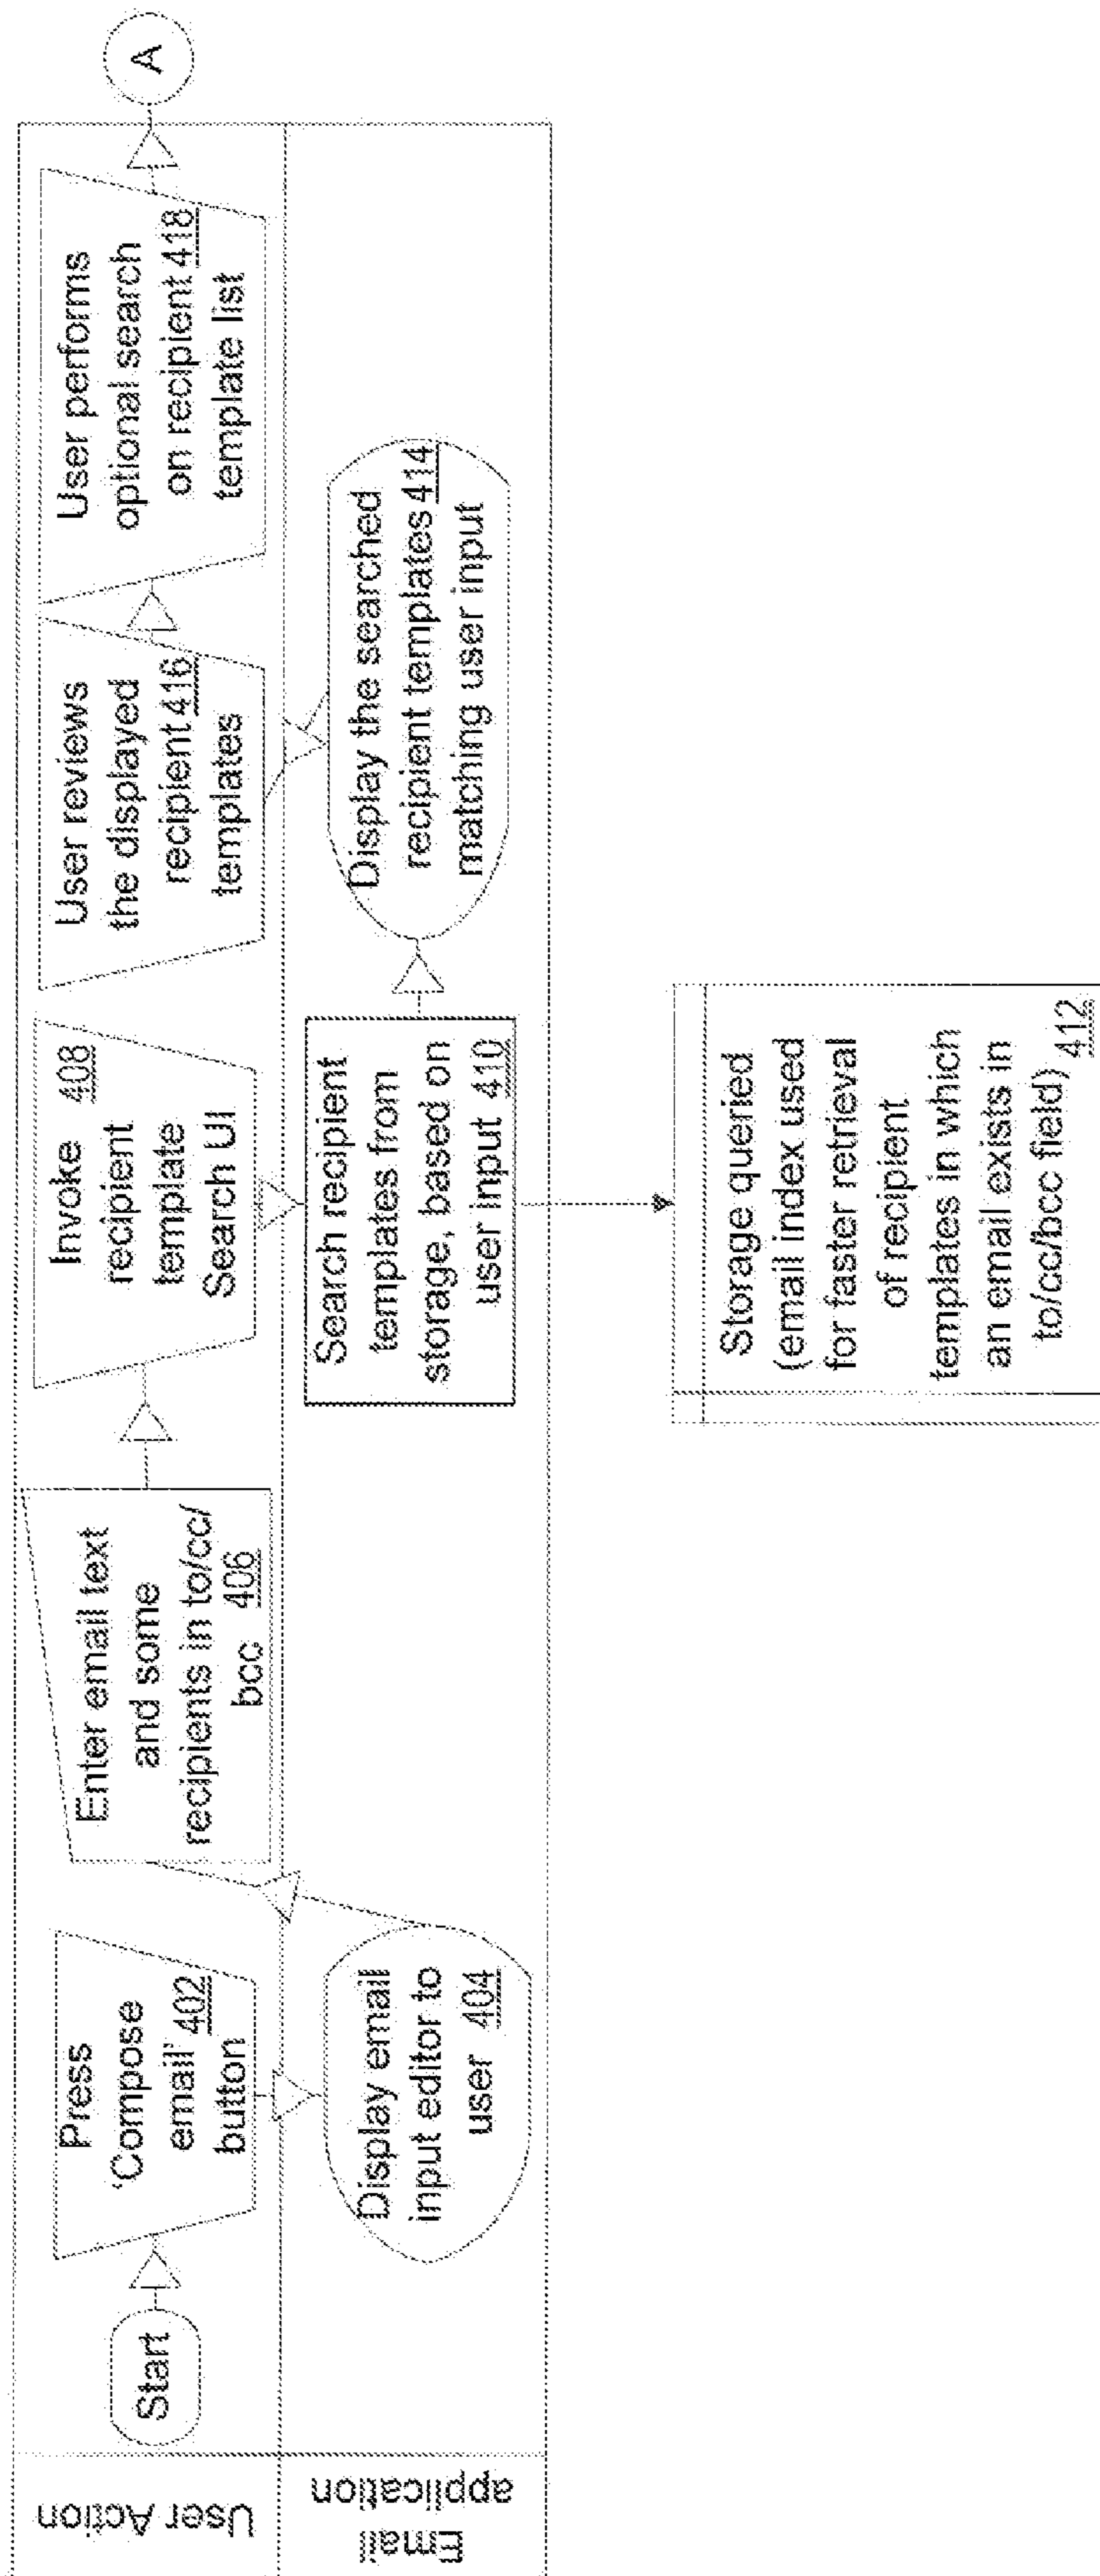 User Action
Email
application
Start
Press
'Compose
email' 402
button
Display email
input editor to
user 404
Enter email text
and some
recipients in to/cc/
bcc 406
Invoke 408
recipient
template
Search UI
Search recipient
templates from
storage, based on
user input 410
Storage queried
(email index used
for faster retrieval
of recipient
templates in which
an email exists in
to/cc/bcc field) 412
Display the searched
recipient templates 414
matching user input
User reviews
the displayed
recipient 416
templates
User performs
optional search
on recipient 418
template list
A